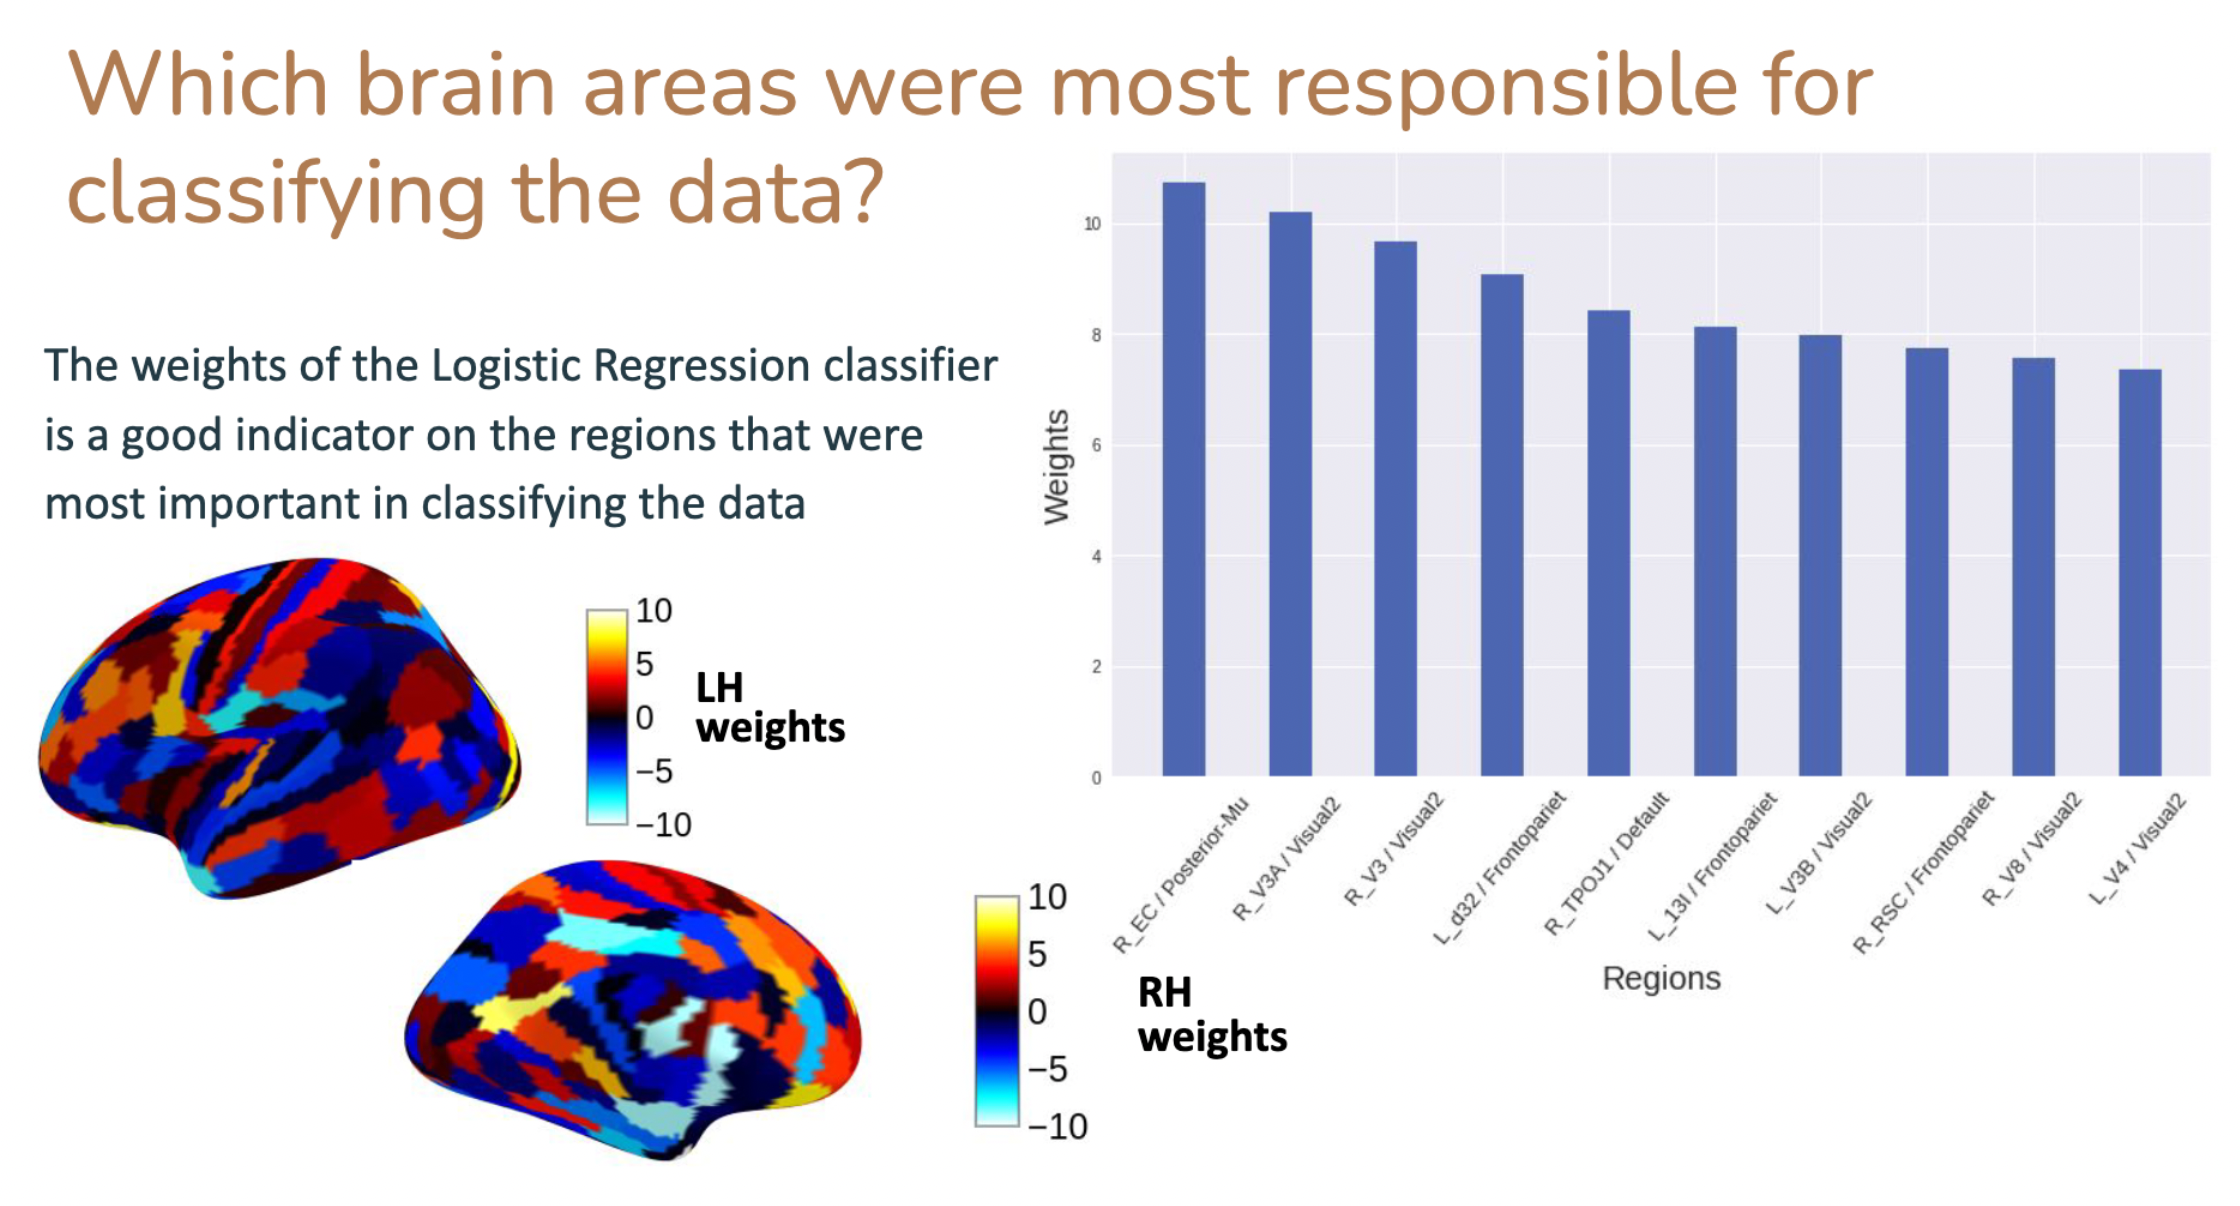 Which brain areas were most responsible for
classifying the data?
The weights of the Logistic Regression classifier
is a good indicator on the regions that were
most important in classifying the data
10
5
0
−5
−10
LH
weights
10
5
0
−5
−10
RH
weights
Weights
10
8
6
4
2
0
R_EC / Posterior-Mu
R_V3A / Visual2
R_V3 / Visual2
L_d32 / Frontopariet
R_TPOJ1 / Default
L_13l / Frontopariet
L_V3B / Visual2
R_RSC / Frontopariet
R_V8 / Visual2
L_V4 / Visual2
Regions